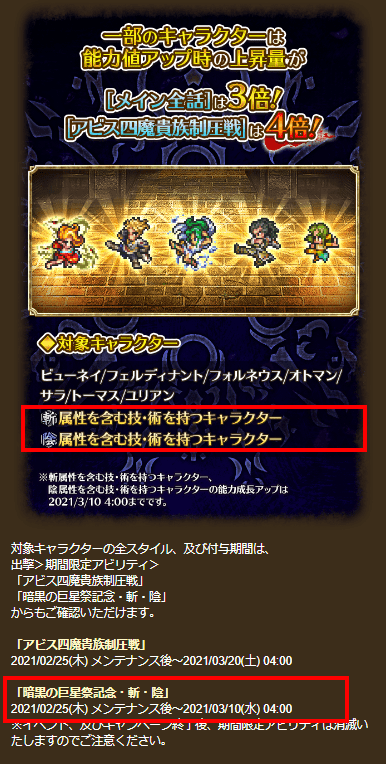 一部のキャラクターは
能力値アップ時の上昇量が
[メイン全話]は3倍!
[アビス四魔貴族制圧戦]は4倍!
◆対象キャラクター
ビューネイ/フェルディナント/フォルネウス/オトマン/
サラ/トーマス/ユリアン
斬属性を含む技・術を持つキャラクター
陰属性を含む技・術を持つキャラクター
※斬属性を含む技・術を持つキャラクター、
陰属性を含む技・術を持つキャラクターの能力成長アップは
2021/3/10 4:00までです。
対象キャラクターの全スタイル、及び付与期間は、
出撃>期間限定アビリティ>
「アビス四魔貴族制圧戦」
「暗黒の巨星祭記念・斬・陰」
からもご確認いただけます。
「アビス四魔貴族制圧戦」
2021/02/25(木) メンテナンス後～2021/03/20(土) 04:00
「暗黒の巨星祭記念・斬・陰」
2021/02/25(木) メンテナンス後～2021/03/10(水) 04:00
※イベント、及びキャンペーン終了後、期間限定アビリティは消滅い
たしますのでご注意ください。